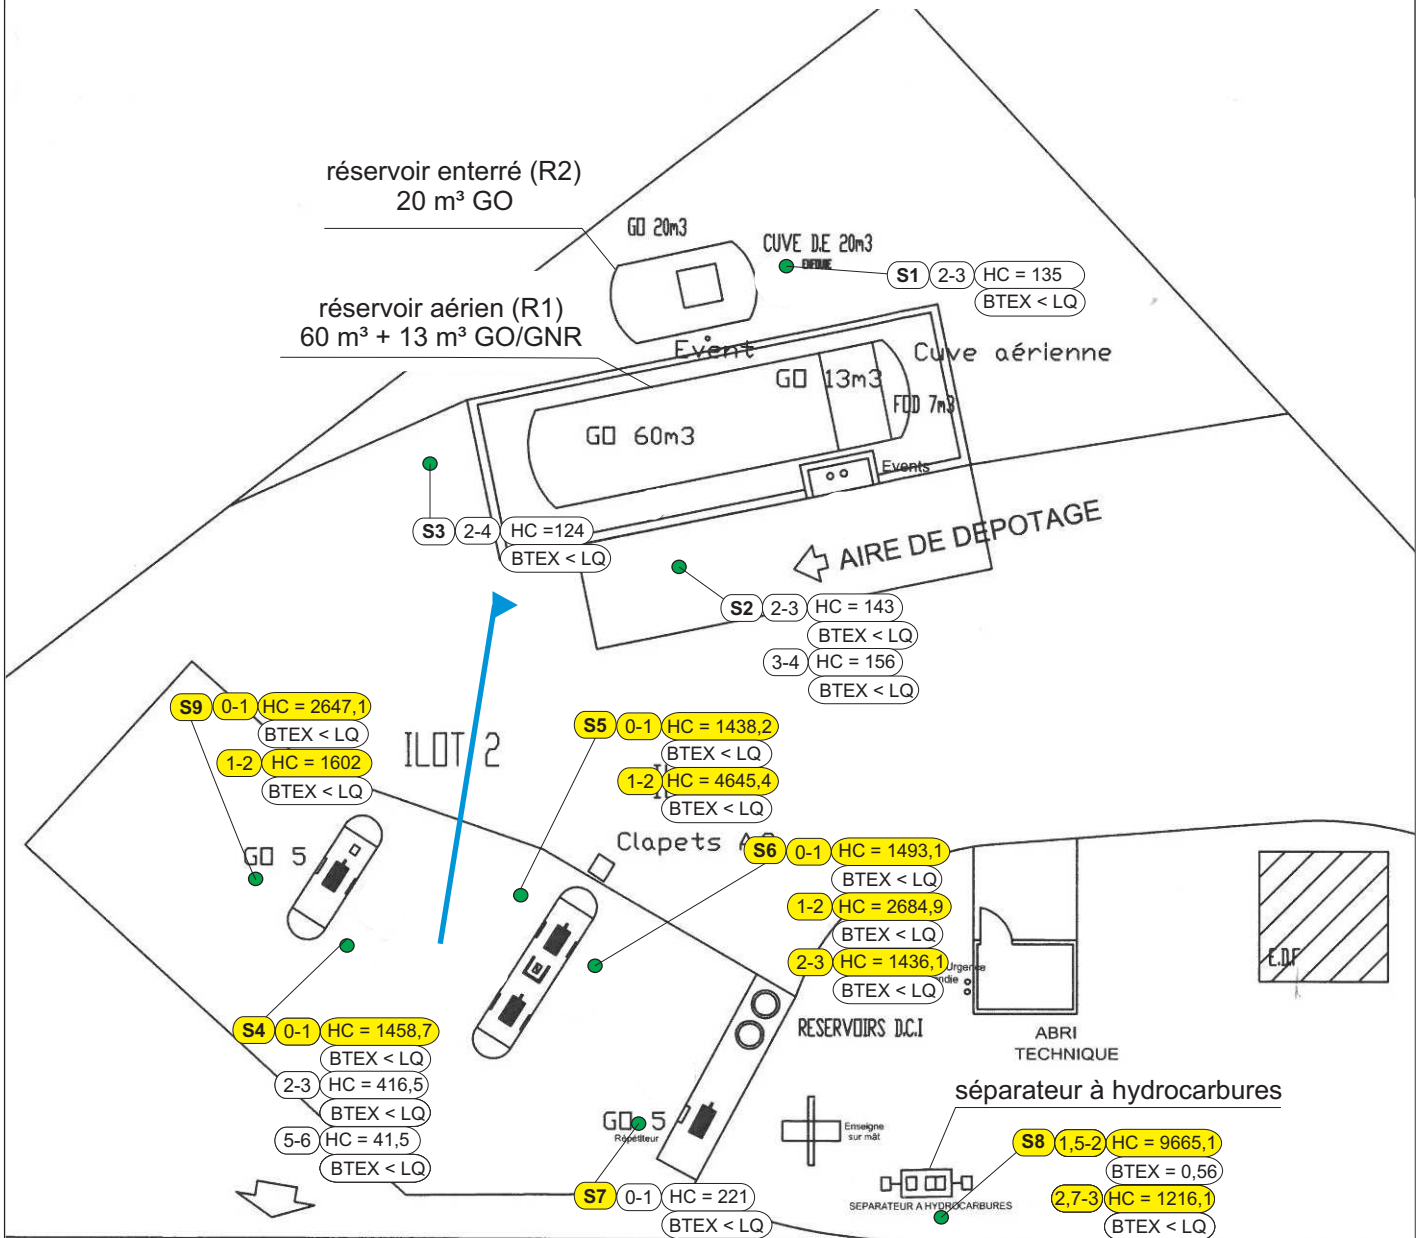 réservoir enterré (R2)
20 m³ GO
GO 20m3
CUVE D.E 20m3
S1 2-3 HC = 135
BTEX < LQ
réservoir aérien (R1)
60 m³ + 13 m³ GO/GNR
Event
Cuve aérienne
GO 13m3
FOD 7m3
GO 60m3
Events
S3 2-4 HC =124
BTEX < LQ
AIRE DE DEPOTAGE
S2 2-3 HC = 143
BTEX < LQ
3-4 HC = 156
BTEX < LQ
S9 0-1 HC = 2647,1
BTEX < LQ
1-2 HC = 1602
BTEX < LQ
ILOT 2
S5 0-1 HC = 1438,2
BTEX < LQ
1-2 HC = 4645,4
BTEX < LQ
Clapets
S6 0-1 HC = 1493,1
BTEX < LQ
1-2 HC = 2684,9
BTEX < LQ
2-3 HC = 1436,1
BTEX < LQ
GO 5
Urgence
E.D.F
S4 0-1 HC = 1458,7
BTEX < LQ
2-3 HC = 416,5
BTEX < LQ
5-6 HC = 41,5
BTEX < LQ
RESERVOIRS D.C.I
ABRI
TECHNIQUE
séparateur à hydrocarbures
GO 5
Répétiteur
Enseigne
sur mât
S8 1,5-2 HC = 9665,1
BTEX = 0,56
2,7-3 HC = 1216,1
BTEX < LQ
SEPARATEUR A HYDROCARBURES
S7 0-1 HC = 221
BTEX < LQ